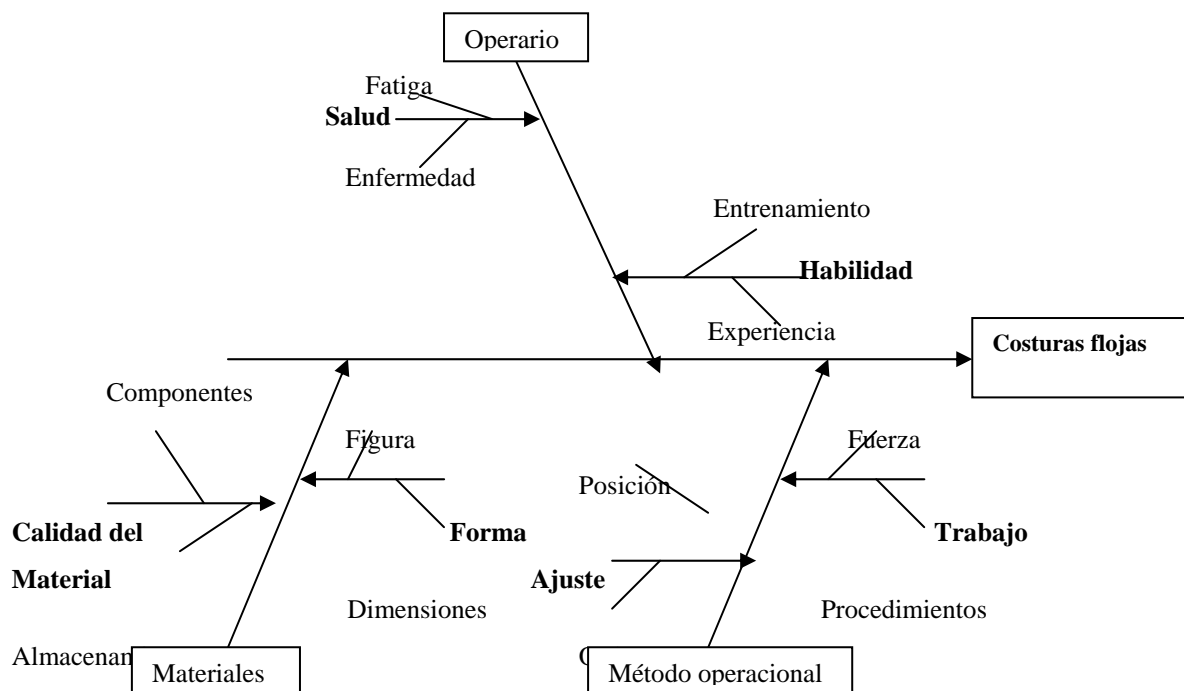 Operario
Fatiga
Salud
Enfermedad
Entrenamiento
Habilidad
Experiencia
Costuras flojas
Componentes
Figura
Fuerza
Posición
Calidad del
Material
Forma
Trabajo
Ajuste
Dimensiones
Procedimientos
Materiales
Método operacional